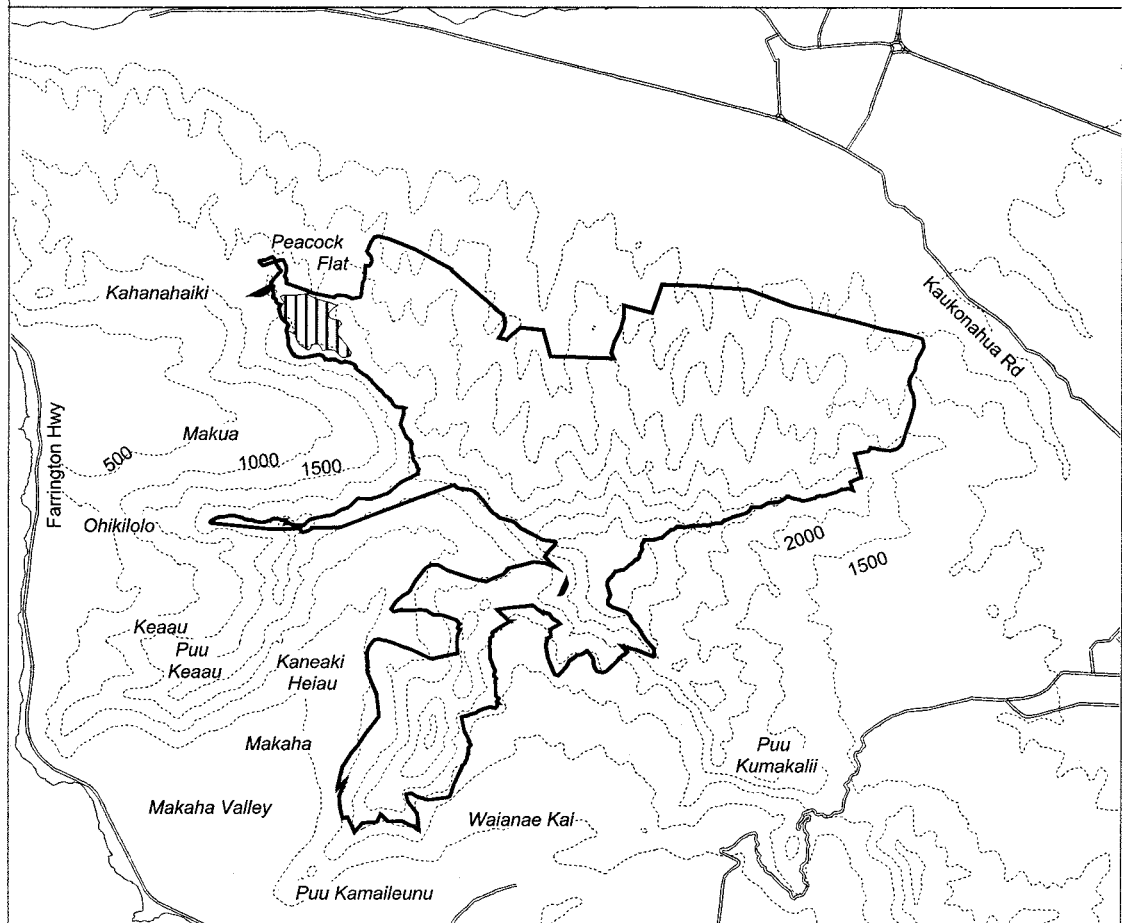 Peacock
Flat
Kahanahaiki
Kaukonahua Rd
Farrington Hwy
Makua
500
1000
1500
Ohikilolo
2000
1500
Keaau
Puu
Keaau
Kaneaki
Heiau
Makaha
Puu
Kumakalii
Makaha Valley
Waianae Kai
Puu Kamaileunu